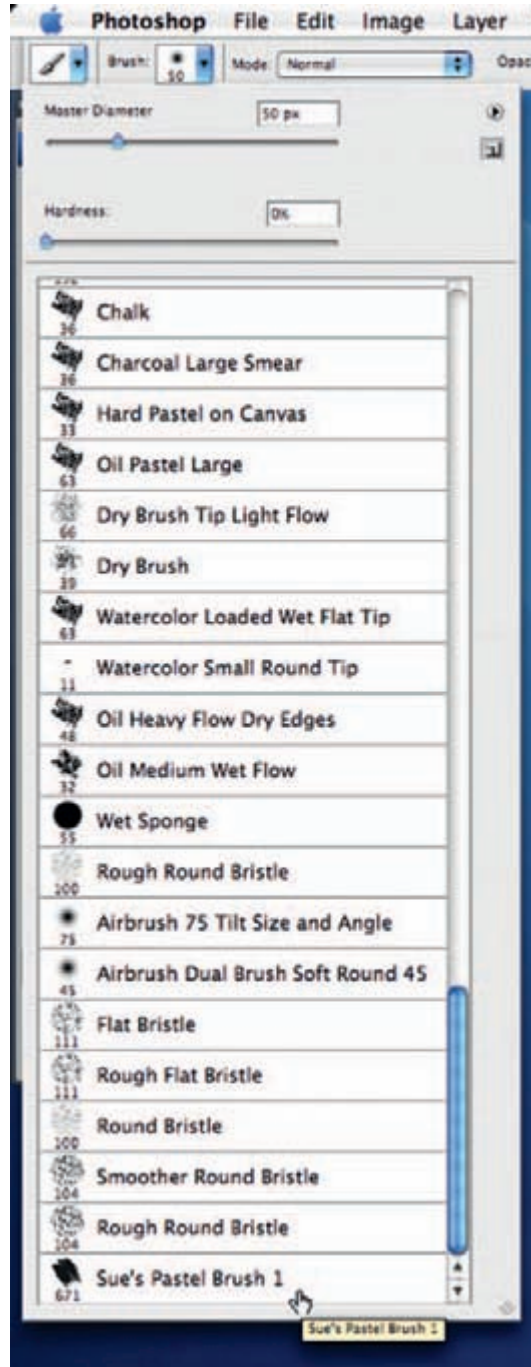 Photoshop File Edit Image Layer
Brush: 50 Mode: Normal Opac
Master Diameter 50 px
Hardness: 0%
Chalk
36
Charcoal Large Smear
36
Hard Pastel on Canvas
33
Oil Pastel Large
63
Dry Brush Tip Light Flow
66
Dry Brush
39
Watercolor Loaded Wet Flat Tip
63
Watercolor Small Round Tip
11
Oil Heavy Flow Dry Edges
48
Oil Medium Wet Flow
32
Wet Sponge
55
Rough Round Bristle
100
Airbrush 75 Tilt Size and Angle
75
Airbrush Dual Brush Soft Round 45
45
Flat Bristle
111
Rough Flat Bristle
111
Round Bristle
100
Smoother Round Bristle
104
Rough Round Bristle
104
Sue's Pastel Brush 1
671
Sue's Pastel Brush 1